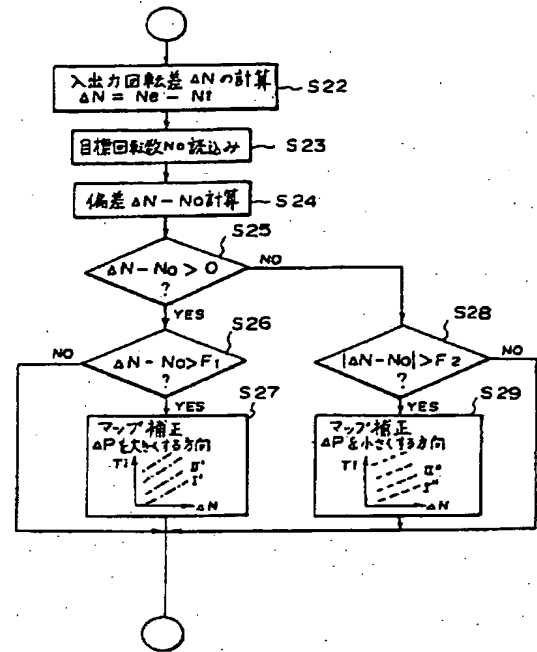 入出力回転差 ΔN の計算
ΔN = Ne - Nt
S22
目標回転数No読込み
S23
偏差 ΔN - No計算
S24
S25
ΔN - No > 0
?
NO
YES
S26
ΔN - No > F1
?
NO
YES
S28
|ΔN - No| > F2
?
NO
YES
S27
マップ補正
ΔPを大きくする方向
TI
II'
I'
ΔN
S29
マップ補正
ΔPを小さくする方向
TI
II"
I"
ΔN